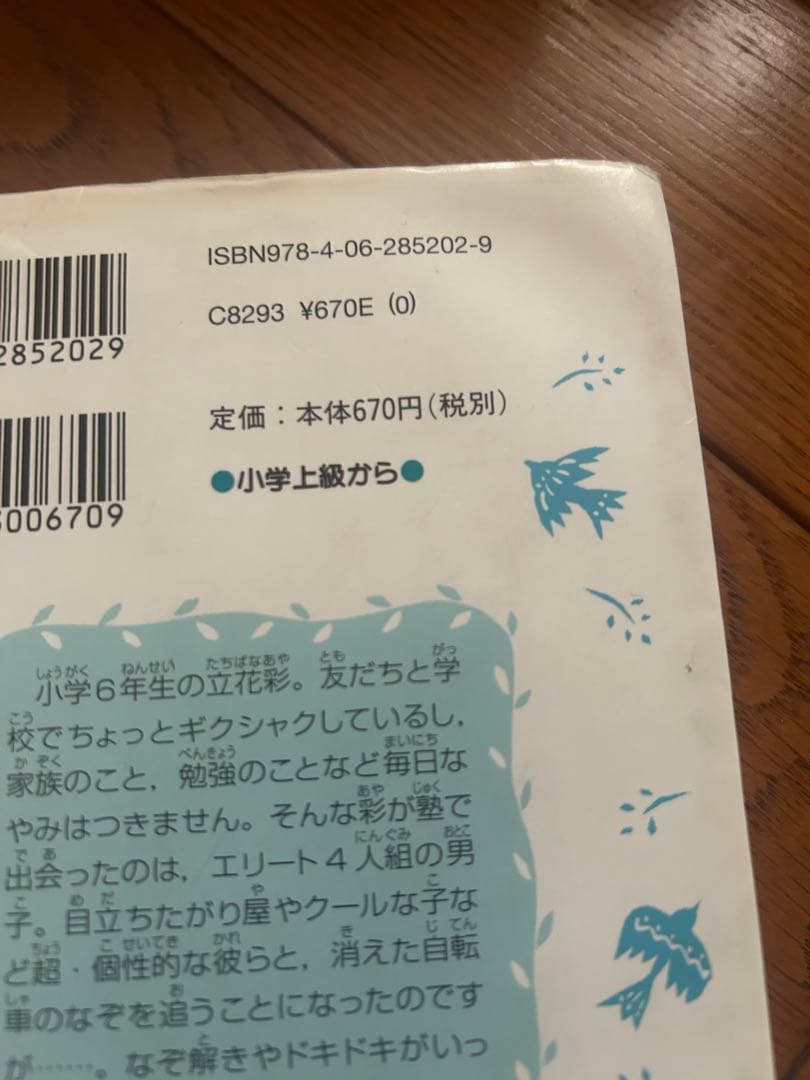 ISBN978-4-06-285202-9
C8293 ¥670E (0)
2852029
定価：本体670円（税別）
●小学上級から●
006709
小学6年生の立花彩。友だちと学
校でちょっとギクシャクしているし，
家族のこと，勉強のことなど毎日な
やみはつきません。そんな彩が塾で
出会ったのは，エリート4人組の男
子。目立ちたがり屋やクールな子な
ど超・個性的な彼らと，消えた自転
車のなぞを追うことになったのです
が……。なぞ解きやドキドキがいっ